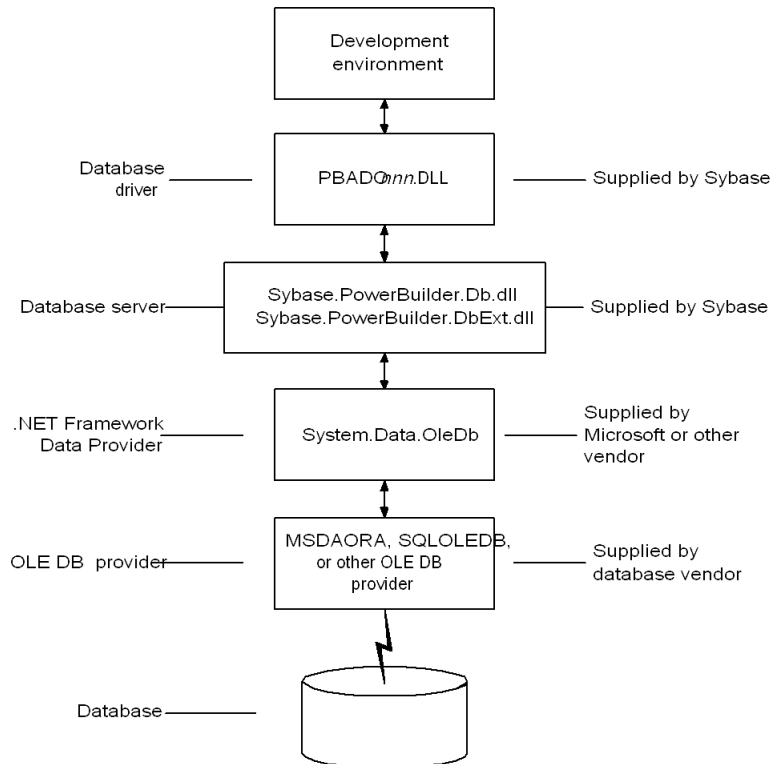 Development
environment
Database
driver
PBADOnnn.DLL
Supplied by Sybase
Database server
Sybase.PowerBuilder.Db.dll
Sybase.PowerBuilder.DbExt.dll
Supplied by Sybase
.NET Framework
Data Provider
System.Data.OleDb
Supplied by
Microsoft or other
vendor
OLE DB provider
MSDAORA, SQLOLEDB,
or other OLE DB
provider
Supplied by
database vendor
Database